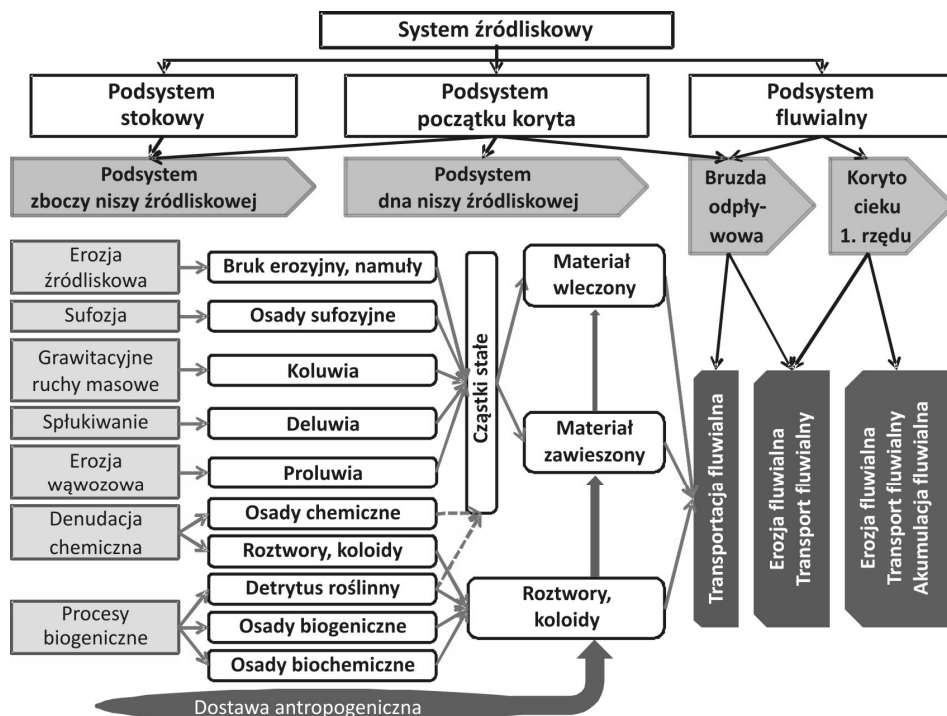 System źródliskowy
Podsystem
stokowy
Podsystem
początku koryta
Podsystem
fluwialny
Podsystem
zboczy niszy źródliskowej
Podsystem
dna niszy źródliskowej
Bruzda
odpły-
wowa
Koryto
cieku
1. rzędu
Erozja
źródliskowa
Bruk erozyjny, namuły
Sufozja
Osady sufozyjne
Grawitacyjne
ruchy masowe
Koluwia
Spłukiwanie
Deluwia
Erozja
wąwozowa
Proluwia
Denudacja
chemiczna
Osady chemiczne
Roztwory, koloidy
Procesy
biogeniczne
Detrytus roślinny
Osady biogeniczne
Osady biochemiczne
Cząstki stałe
Materiał
wleczony
Materiał
zawieszony
Roztwory,
koloidy
Transportacja fluwialna
Erozja fluwialna
Transport fluwialny
Erozja fluwialna
Transport fluwialny
Akumulacja fluwialna
Dostawa antropogeniczna